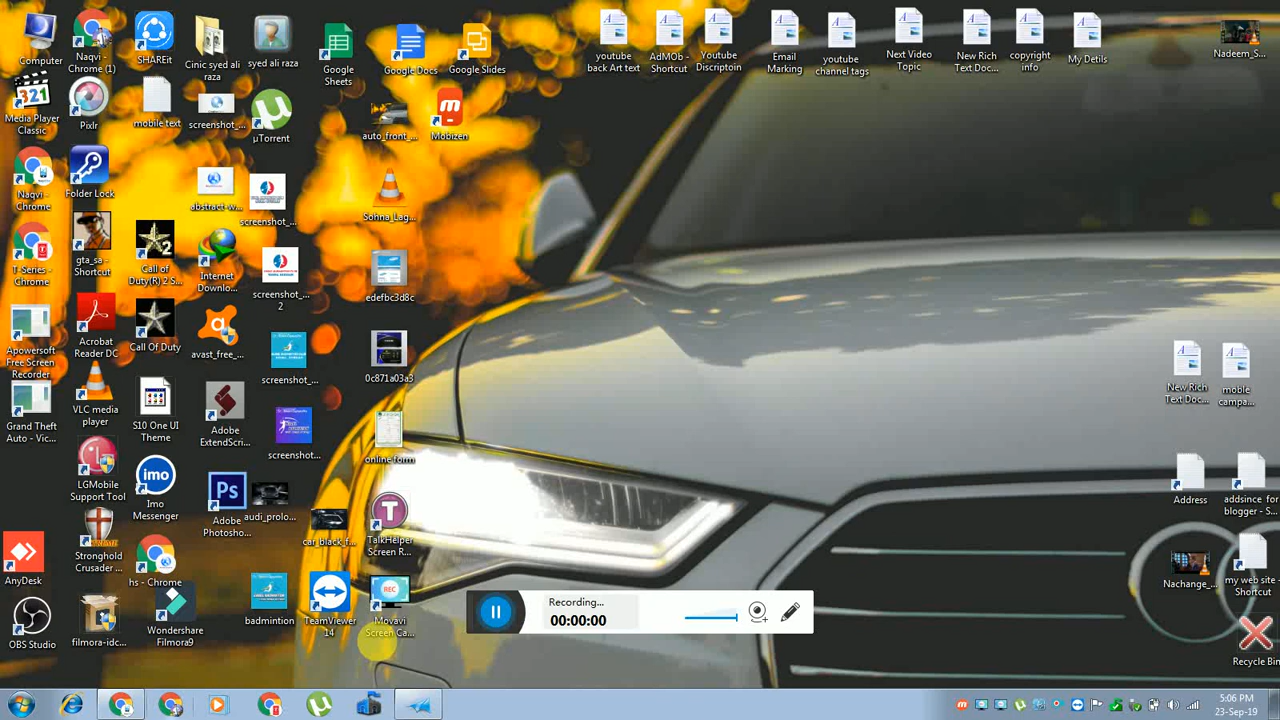 Computer
Naqvi -
Chrome (1)
SHAREit
Cinic syed ali
raza
syed ali raza
Google
Sheets
Google Docs
Google Slides
youtube
back Art text
AdMOb -
Shortcut
Youtube
Discriptoin
Email
Marking
youtube
channel tags
Next Video
Topic
New Rich
Text Doc...
copyright
info
My Detils
Nadeem_S...
Media Player
Classic
Pixlr
mobile text
screenshot_...
µTorrent
auto_front_...
Mobizen
Naqvi -
Chrome
Folder Lock
abstract-w...
screenshot_...
Sohna_Lag...
T-Series -
Chrome
gta_sa -
Shortcut
Call of
Duty(R) 2 S...
Internet
Downlo...
screenshot_...
2
edefbc3d8c
Apowersoft
Free Screen
Recorder
Acrobat
Reader DC
Call Of Duty
avast_free_...
screenshot_...
0c871a03a3
New Rich
Text Doc...
moble
campa...
Grand Theft
Auto - Vic...
VLC media
player
S10 One UI
Theme
Adobe
ExtendScri...
screenshot...
online form
LGMobile
Support Tool
imo
Imo
Messenger
Ps
Adobe
Photosho...
audi_prolo...
car_black_f...
T
TalkHelper
Screen R...
Address
addsince for
blogger - S...
AnyDesk
Stronghold
Crusader ...
hs - Chrome
Nachange_...
my web site -
Shortcut
OBS Studio
filmora-idc...
Wondershare
Filmora9
badmintion
TeamViewer
14
REC
Movavi
Screen Ca...
Recording...
00:00:00
Recycle Bin
5:06 PM
23-Sep-19